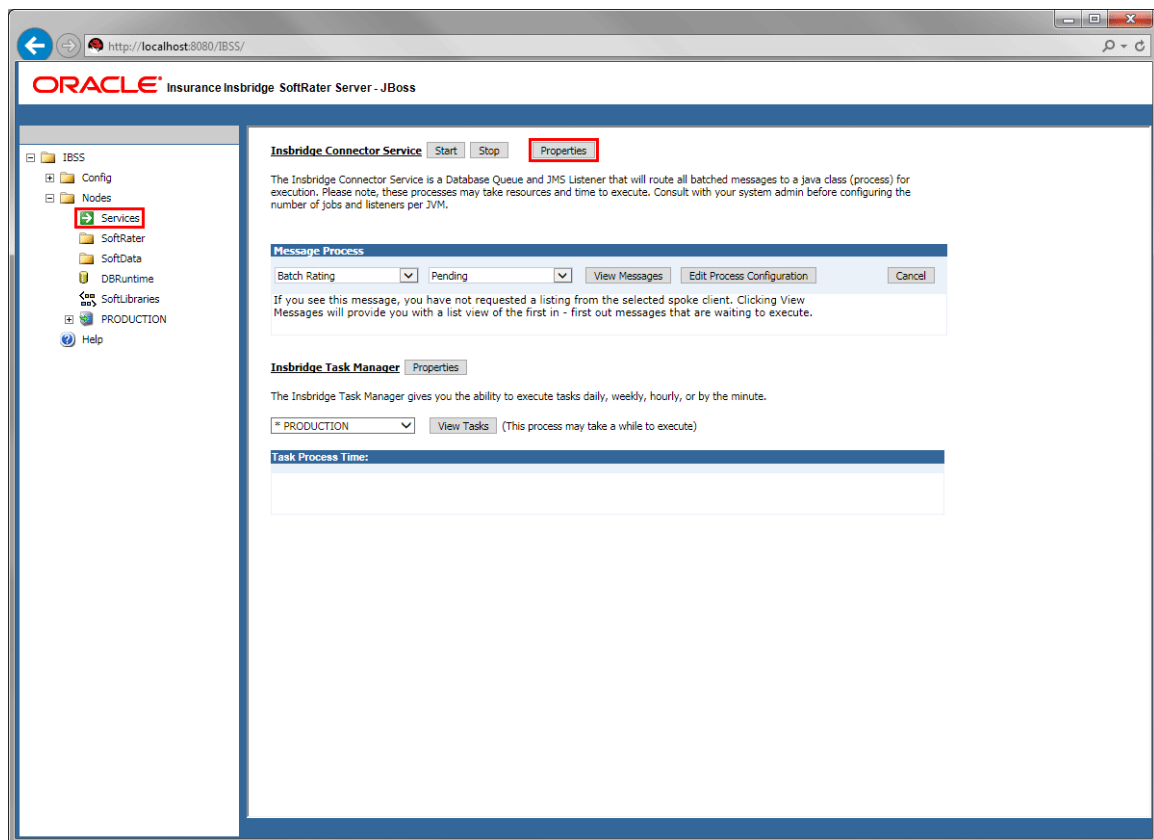 http://localhost:8080/IBSS/
ORACLE® Insurance Insbridge SoftRater Server - JBoss
IBSS
Config
Nodes
Services
SoftRater
SoftData
DBRuntime
SoftLibraries
PRODUCTION
Help
Insbridge Connector Service Start Stop Properties
The Insbridge Connector Service is a Database Queue and JMS Listener that will route all batched messages to a java class (process) for
execution. Please note, these processes may take resources and time to execute. Consult with your system admin before configuring the
number of jobs and listeners per JVM.
Message Process
Batch Rating Pending View Messages Edit Process Configuration Cancel
If you see this message, you have not requested a listing from the selected spoke client. Clicking View
Messages will provide you with a list view of the first in - first out messages that are waiting to execute.
Insbridge Task Manager Properties
The Insbridge Task Manager gives you the ability to execute tasks daily, weekly, hourly, or by the minute.
* PRODUCTION View Tasks (This process may take a while to execute)
Task Process Time: